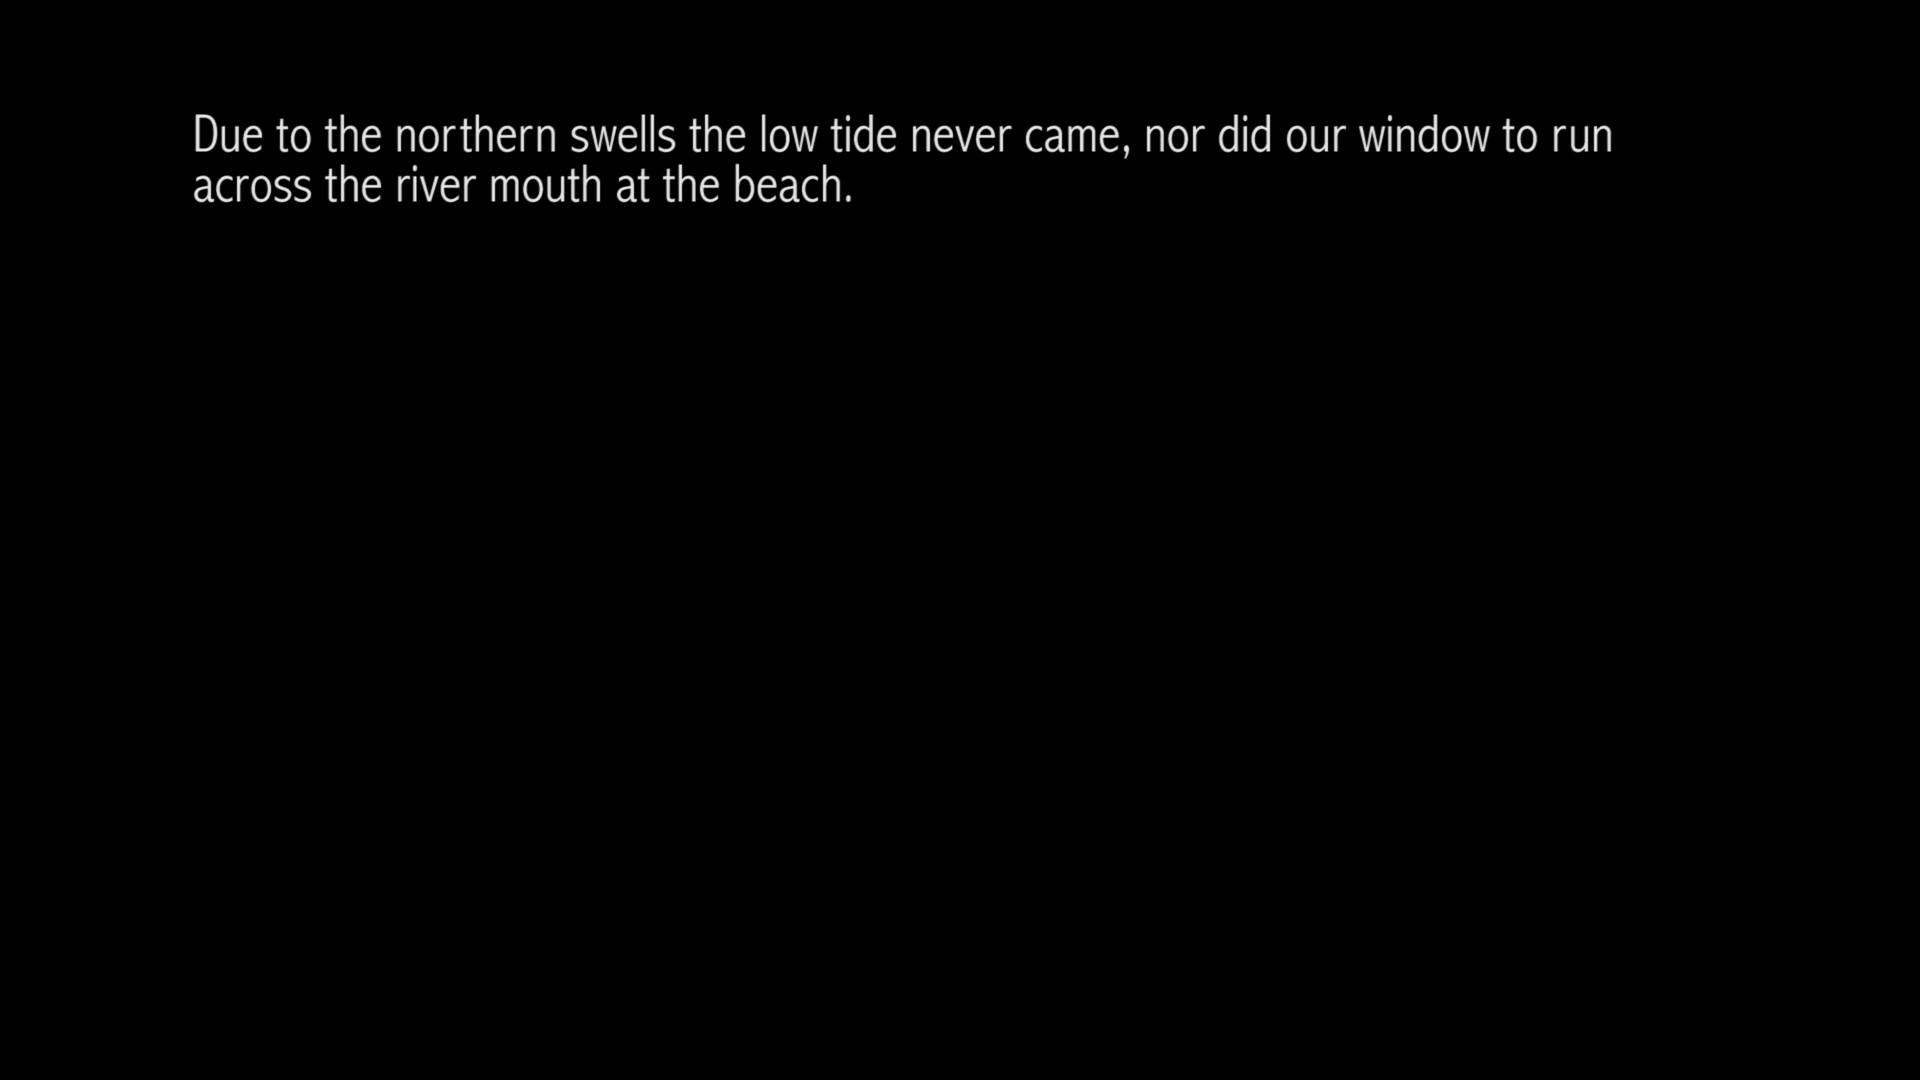 Due to the northern swells the low tide never came, nor did our window to run
across the river mouth at the beach.